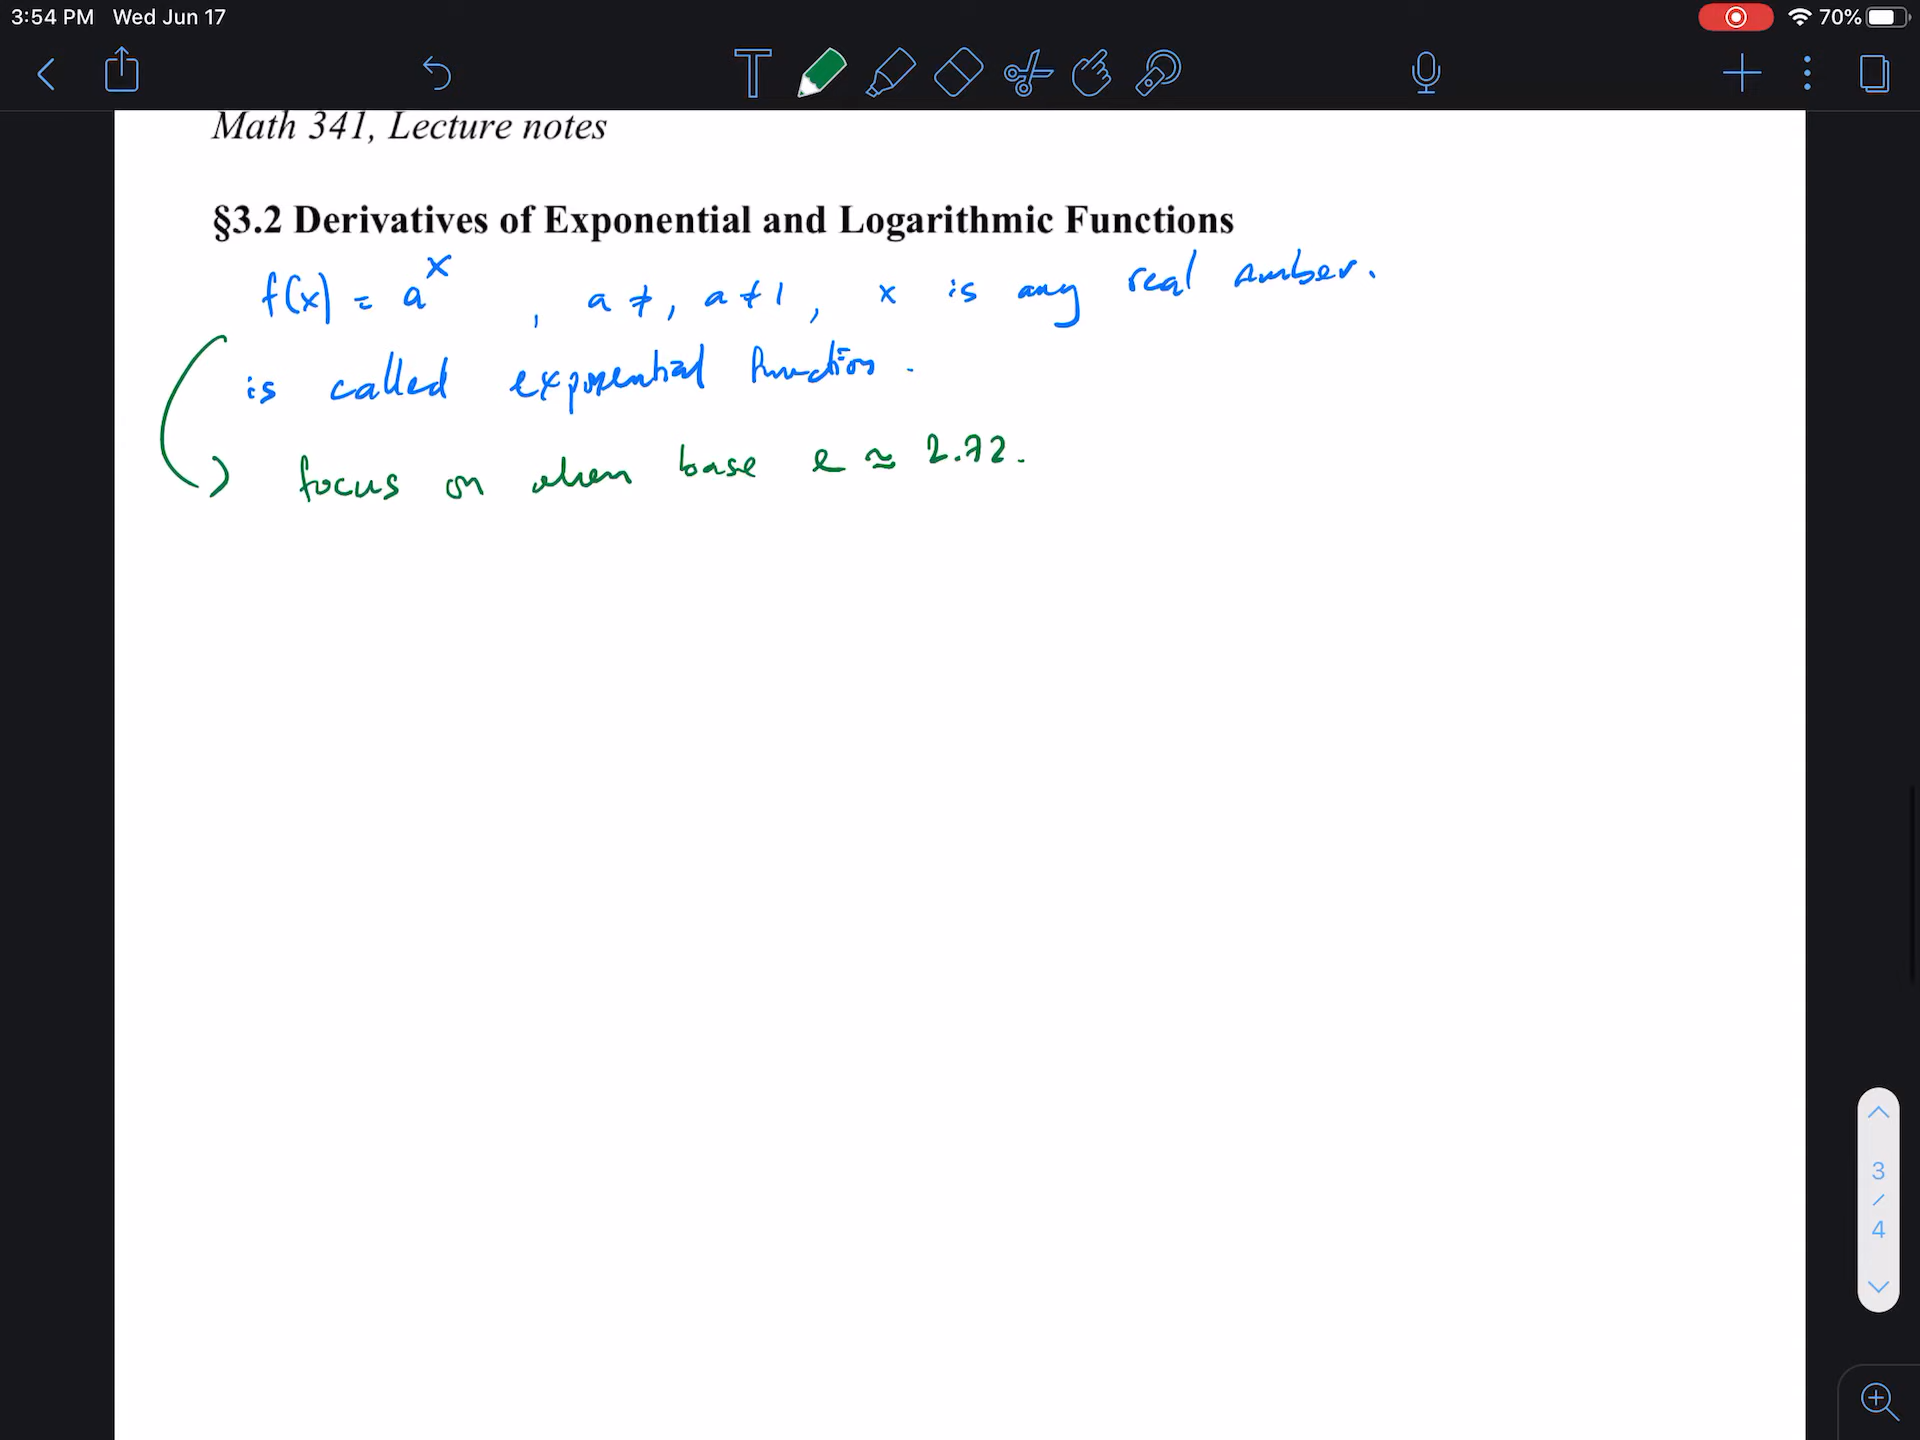 3:54 PM Wed Jun 17 70%
Math 341, Lecture notes
§3.2 Derivatives of Exponential and Logarithmic Functions
f(x) = a^x , a ≠, a ≠ 1, x is any real number.
is called exponential function.
focus on when base e ≈ 2.72.
3
/
4